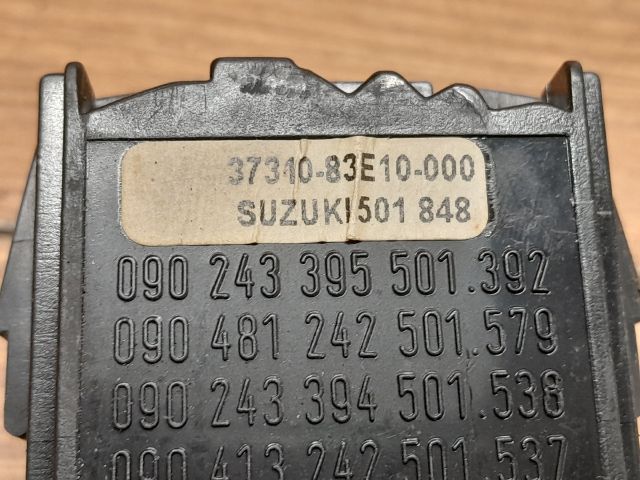 37310-83E10-000
SUZUKI 501 848
090 243 395 501.392
090 481 242 501.579
090 243 394 501.538
090 413 242 501.537